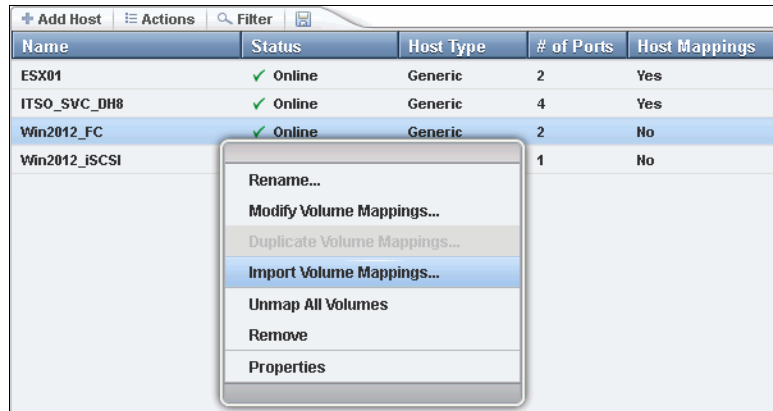 Add Host Actions Filter
Name Status Host Type # of Ports Host Mappings
ESX01 Online Generic 2 Yes
ITSO_SVC_DH8 Online Generic 4 Yes
Win2012_FC Online Generic 2 No
Win2012_iSCSI 1 No
Rename...
Modify Volume Mappings...
Duplicate Volume Mappings...
Import Volume Mappings...
Unmap All Volumes
Remove
Properties